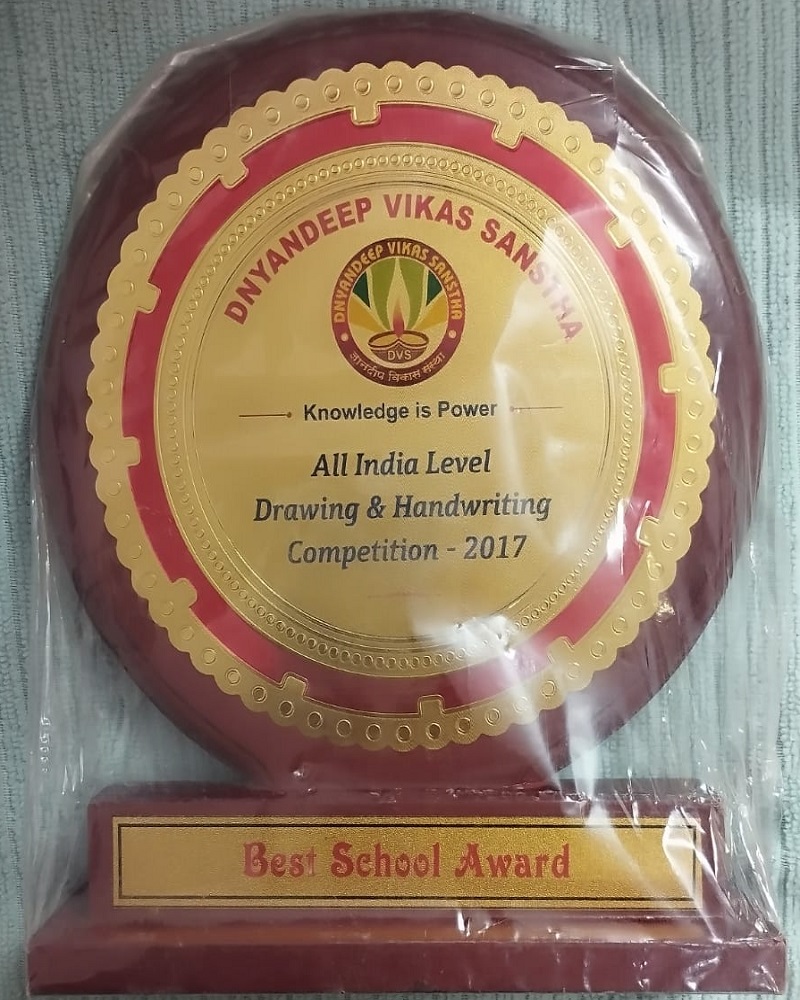 DNYANDEEP VIKAS SANSTHA
DNYANDEEP VIKAS SANSTHA
DVS
ज्ञानदीप विकास संस्था
Knowledge is Power
All India Level
Drawing & Handwriting
Competition - 2017
Best School Award